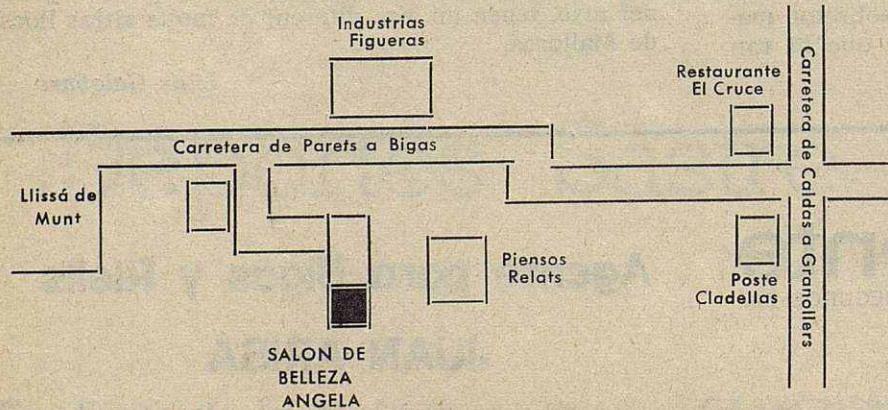 Industrias
Figueras
Restaurante
El Cruce
Carretera de Caldas a Granollers
Carretera de Parets a Bigas
Llissá de
Munt
Piensos
Relats
Poste
Cladellas
SALON DE
BELLEZA
ANGELA